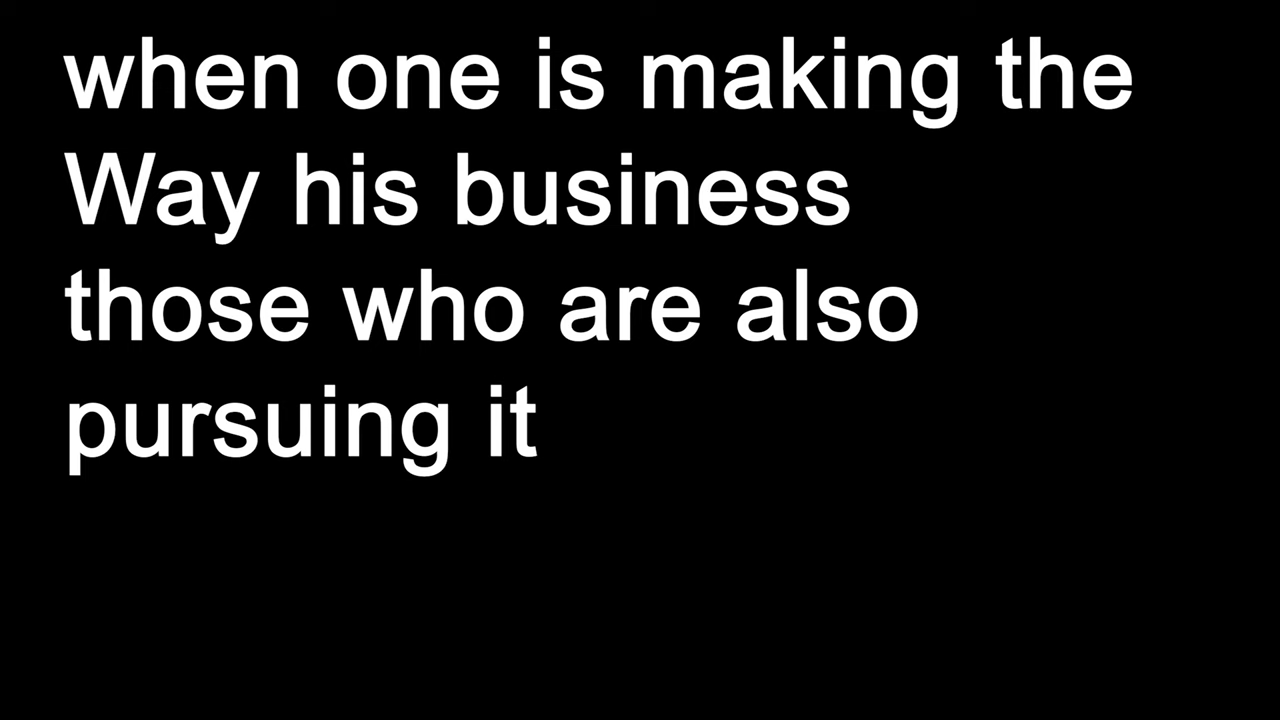 when one is making the
Way his business
those who are also
pursuing it